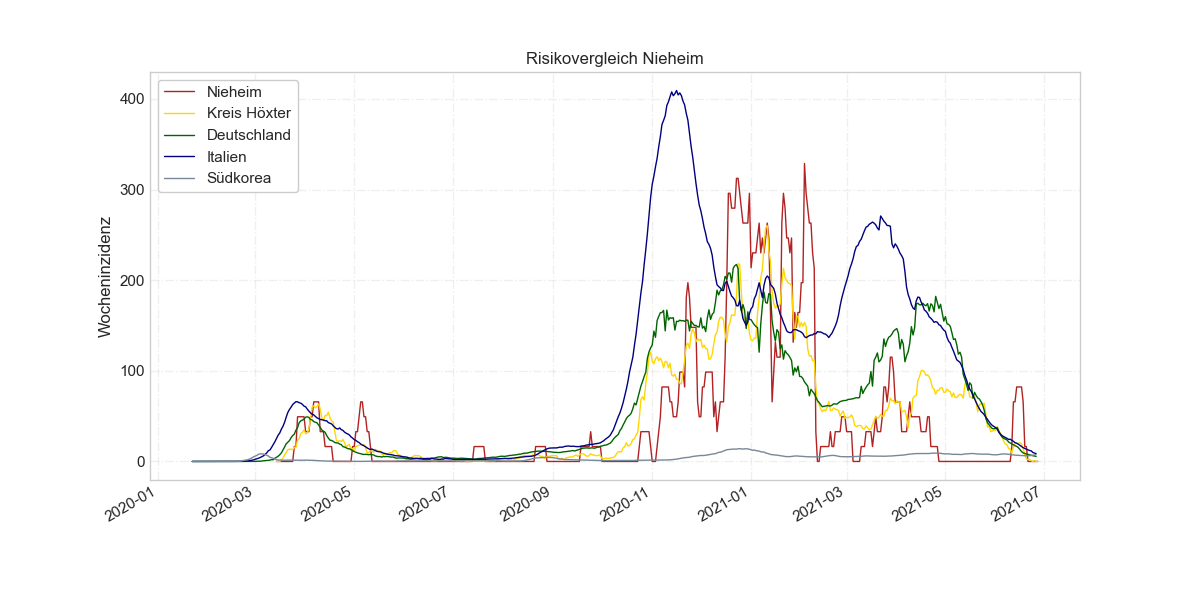 Risikovergleich Nieheim
Nieheim
Kreis Höxter
Deutschland
Italien
Südkorea
Wocheninzidenz
400
300
200
100
0
2020-01
2020-03
2020-05
2020-07
2020-09
2020-11
2021-01
2021-03
2021-05
2021-07